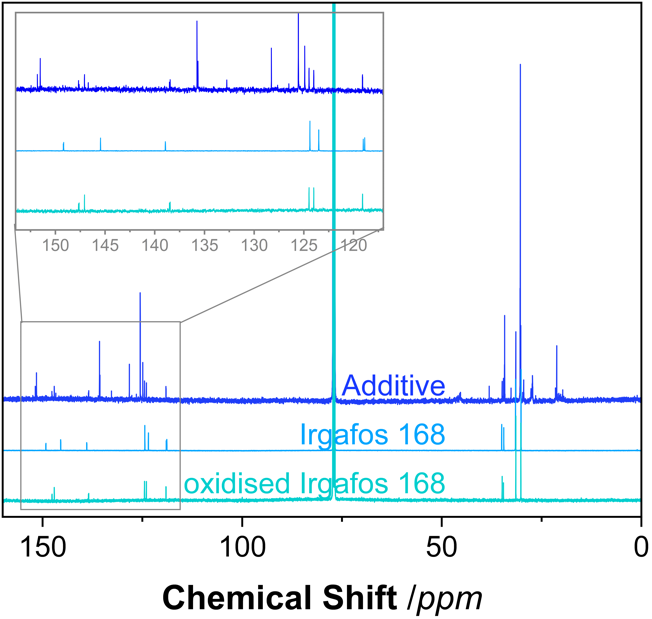 150 145 140 135 130 125 120
Additive
Irgafos 168
oxidised Irgafos 168
150 100 50 0
Chemical Shift /ppm